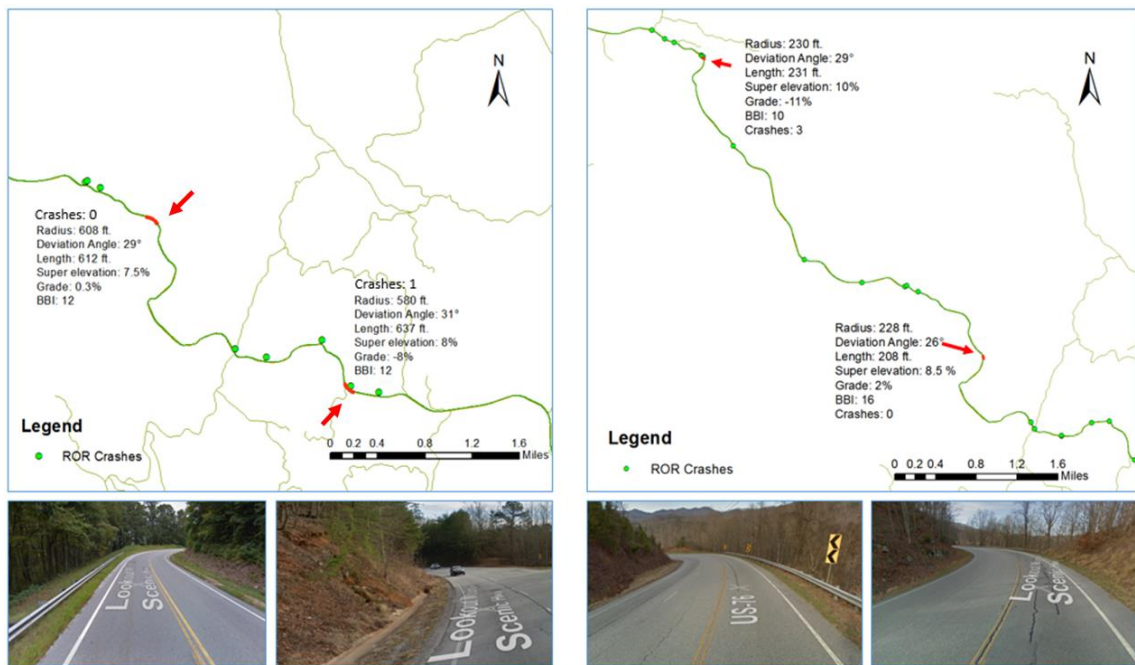 N
Crashes: 0
Radius: 608 ft.
Deviation Angle: 29°
Length: 612 ft.
Super elevation: 7.5%
Grade: 0.3%
BBI: 12
Crashes: 1
Radius: 580 ft.
Deviation Angle: 31°
Length: 637 ft.
Super elevation: 8%
Grade: -8%
BBI: 12
Legend
ROR Crashes
0 0.2 0.4 0.8 1.2 1.6
Miles
Radius: 230 ft.
Deviation Angle: 29°
Length: 231 ft.
Super elevation: 10%
Grade: -11%
BBI: 10
Crashes: 3
N
Radius: 228 ft.
Deviation Angle: 26°
Length: 208 ft.
Super elevation: 8.5 %
Grade: 2%
BBI: 16
Crashes: 0
Legend
ROR Crashes
0 0.2 0.4 0.8 1.2 1.6
Miles
Scenic
US-76